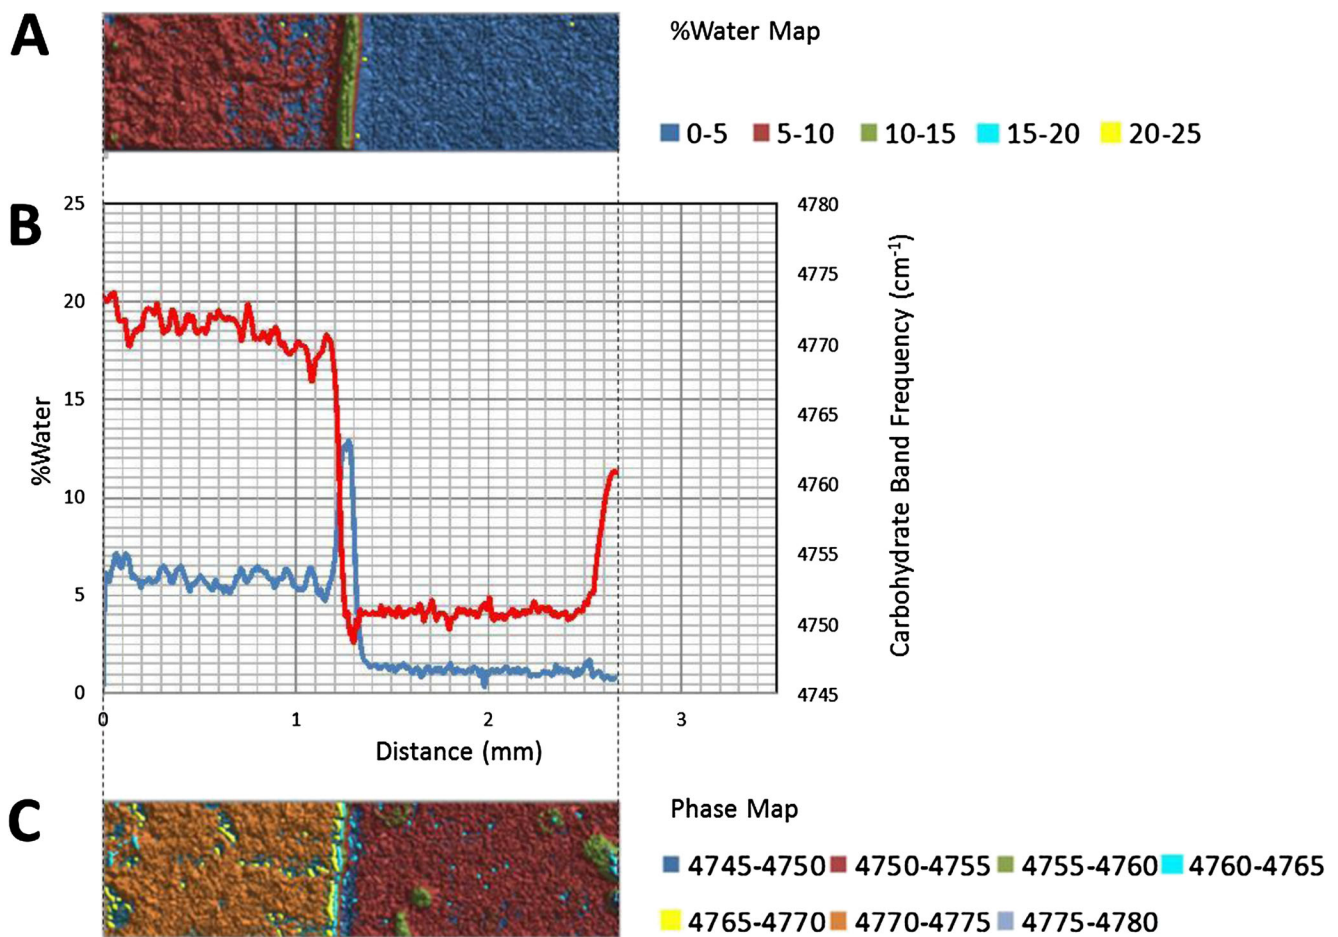 A
%Water Map
0-5 5-10 10-15 15-20 20-25
B
25
20
15
10
5
0
%Water
4780
4775
4770
4765
4760
4755
4750
4745
Carbohydrate Band Frequency (cm⁻¹)
0 1 2 3
Distance (mm)
C
Phase Map
4745-4750 4750-4755 4755-4760 4760-4765
4765-4770 4770-4775 4775-4780